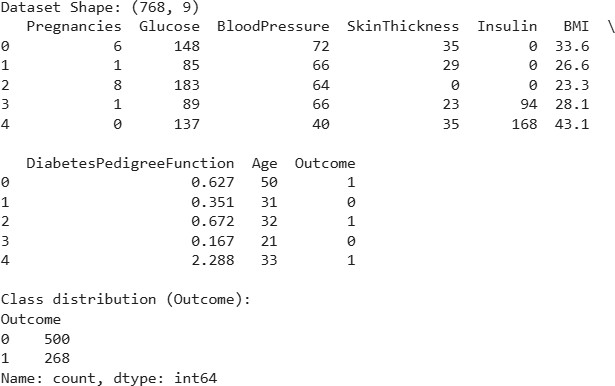 Dataset Shape: (768, 9)
   Pregnancies  Glucose  BloodPressure  SkinThickness  Insulin   BMI  \
0            6      148             72             35        0  33.6
1            1       85             66             29        0  26.6
2            8      183             64              0        0  23.3
3            1       89             66             23       94  28.1
4            0      137             40             35      168  43.1
   DiabetesPedigreeFunction  Age  Outcome
0                     0.627   50        1
1                     0.351   31        0
2                     0.672   32        1
3                     0.167   21        0
4                     2.288   33        1
Class distribution (Outcome):
Outcome
0    500
1    268
Name: count, dtype: int64